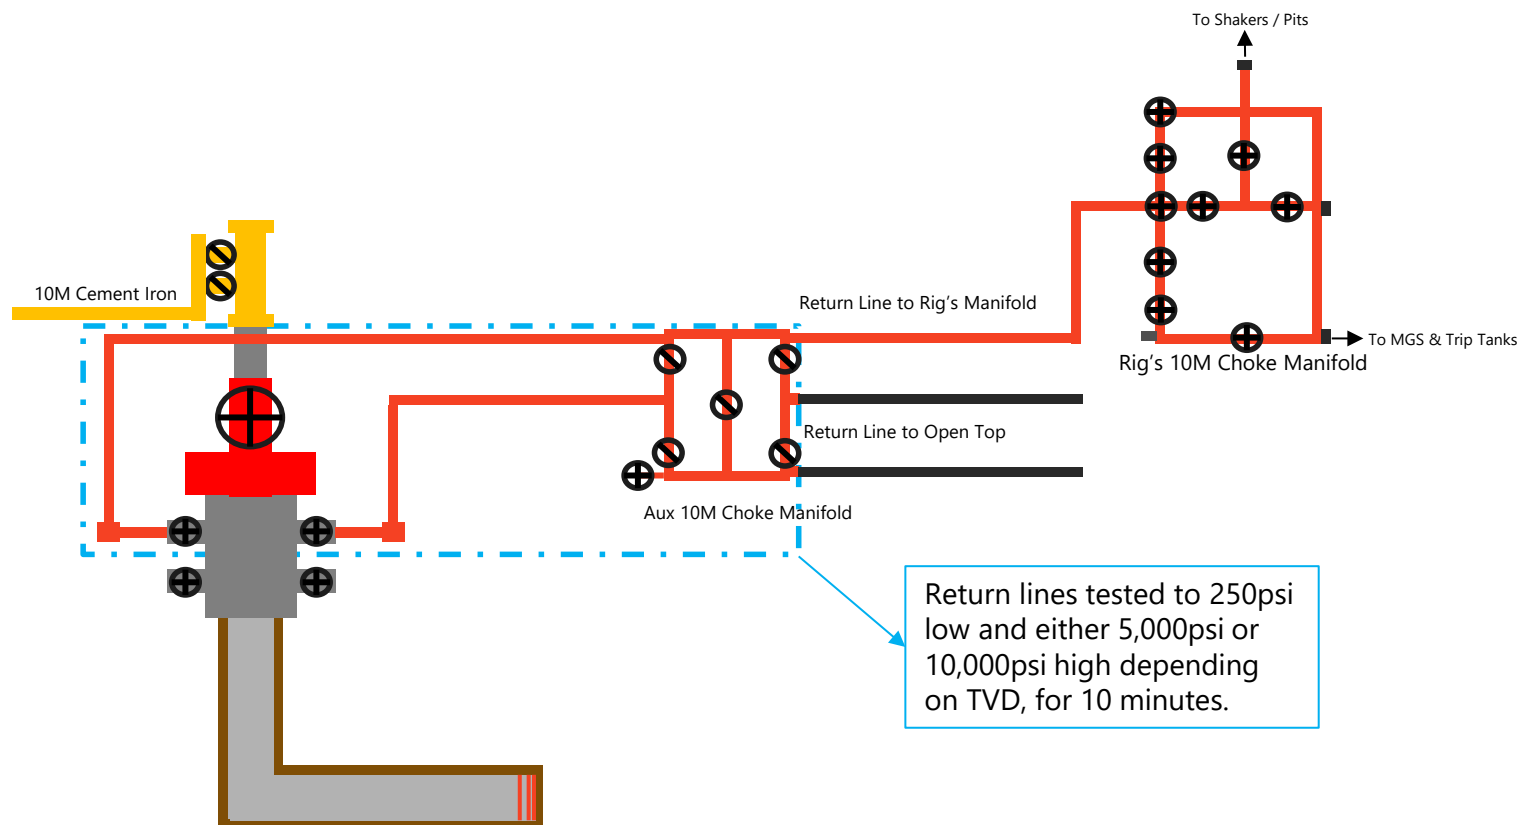 To Shakers / Pits
10M Cement Iron
Return Line to Rig's Manifold
To MGS & Trip Tanks
Rig's 10M Choke Manifold
Return Line to Open Top
Aux 10M Choke Manifold
Return lines tested to 250psi
low and either 5,000psi or
10,000psi high depending
on TVD, for 10 minutes.